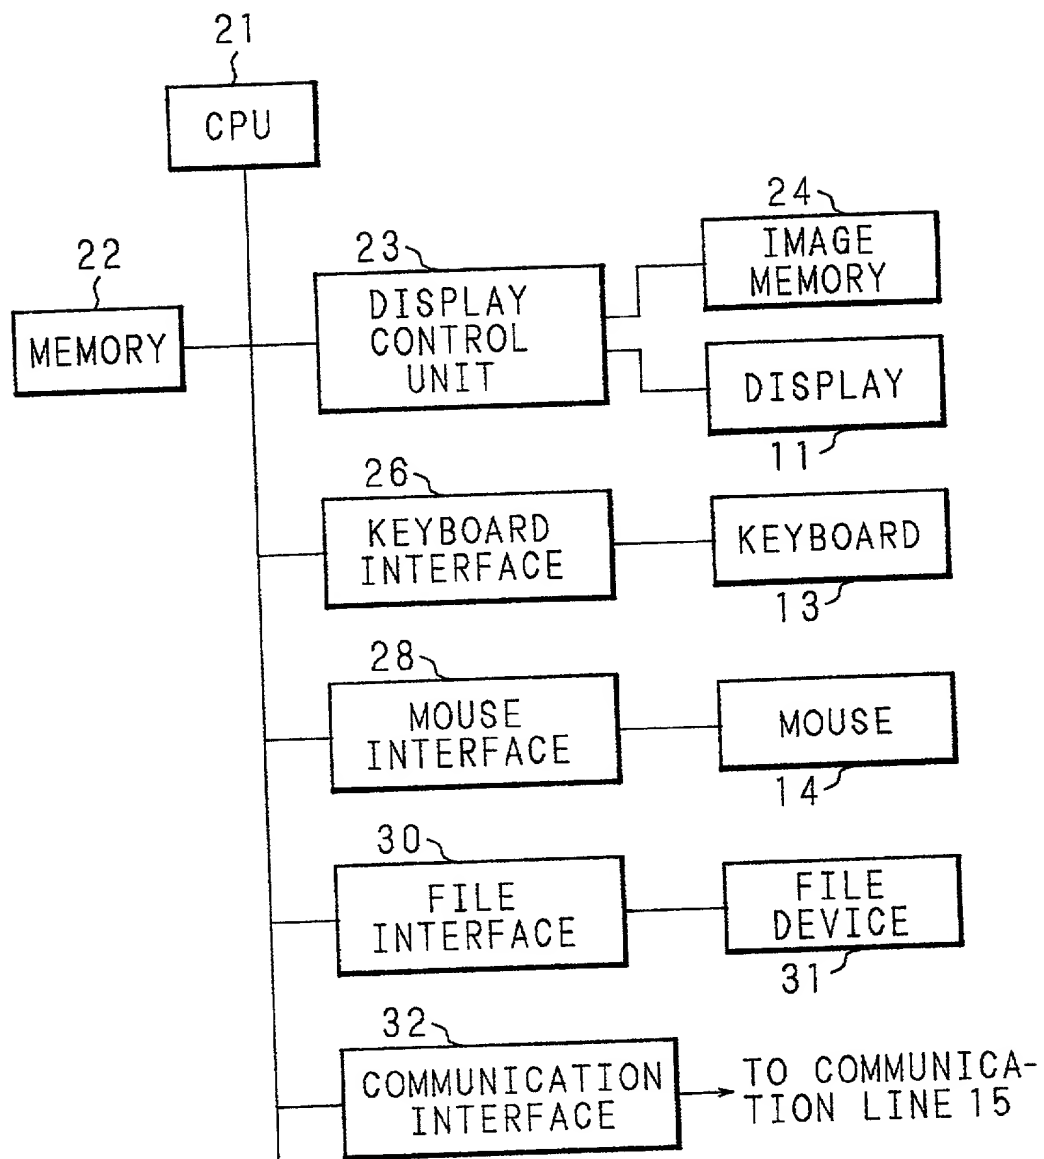 21
CPU
22
MEMORY
23
DISPLAY
CONTROL
UNIT
24
IMAGE
MEMORY
DISPLAY
11
26
KEYBOARD
INTERFACE
KEYBOARD
13
28
MOUSE
INTERFACE
MOUSE
14
30
FILE
INTERFACE
FILE
DEVICE
31
32
COMMUNICATION
INTERFACE
TO COMMUNICA-
TION LINE 15